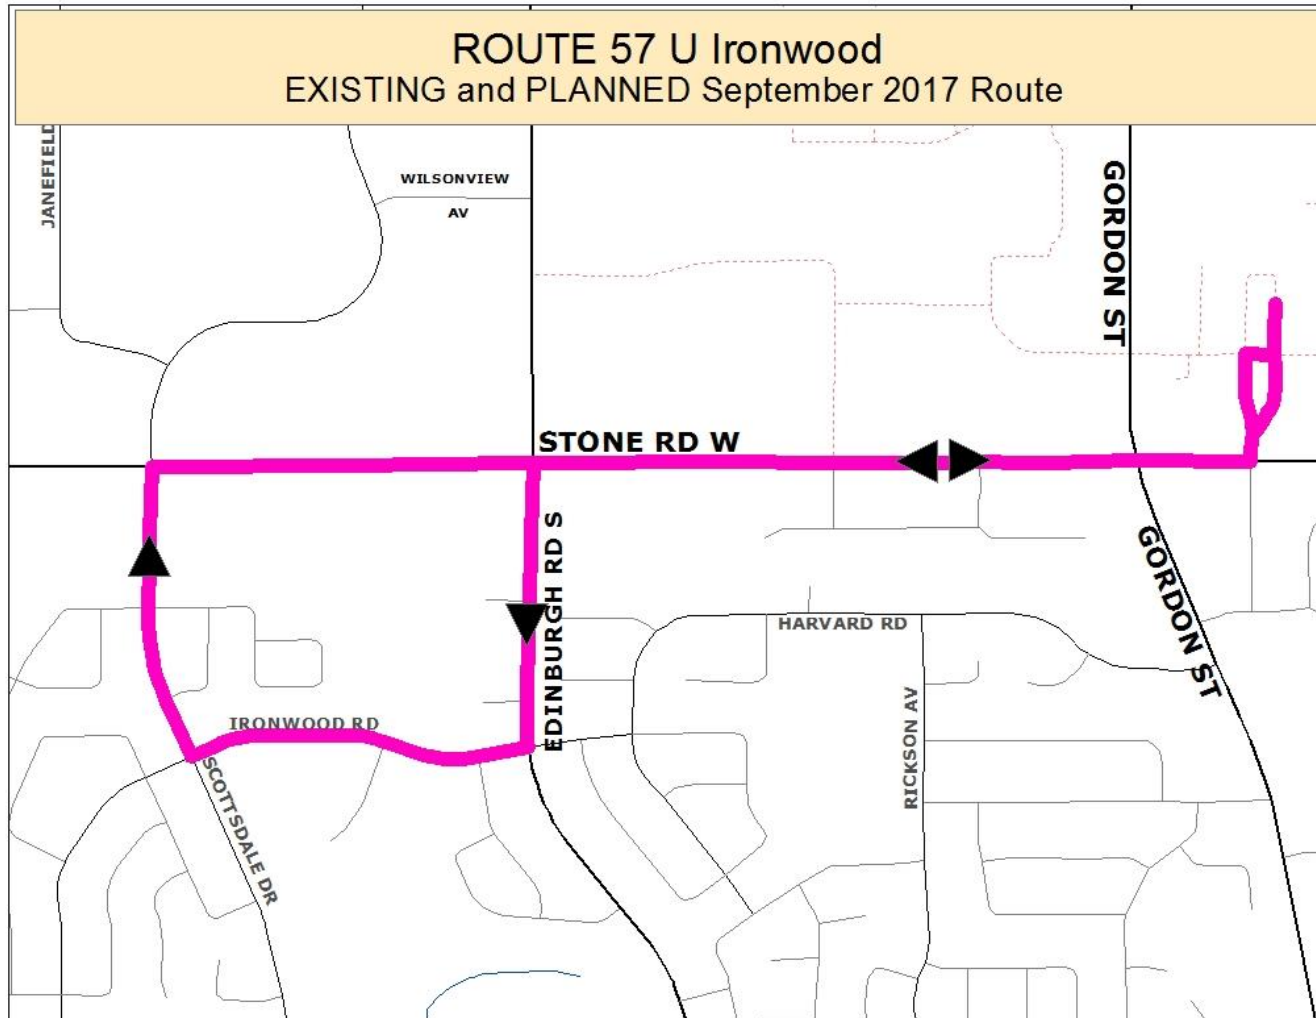 ROUTE 57 U Ironwood
EXISTING and PLANNED September 2017 Route
JANEFIELD
WILSONVIEW
AV
GORDON ST
STONE RD W
EDINBURGH RD S
GORDON ST
HARVARD RD
RICKSON AV
IRONWOOD RD
SCOTTSDALE DR